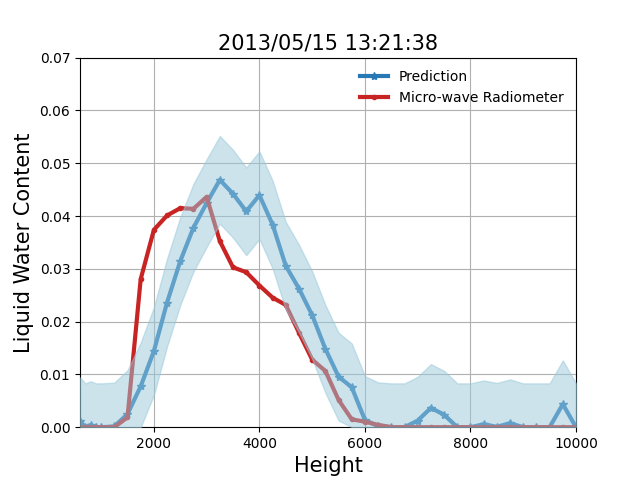 2013/05/15 13:21:38
Prediction
Micro-wave Radiometer
Liquid Water Content
0.07
0.06
0.05
0.04
0.03
0.02
0.01
0.00
2000 4000 6000 8000 10000
Height